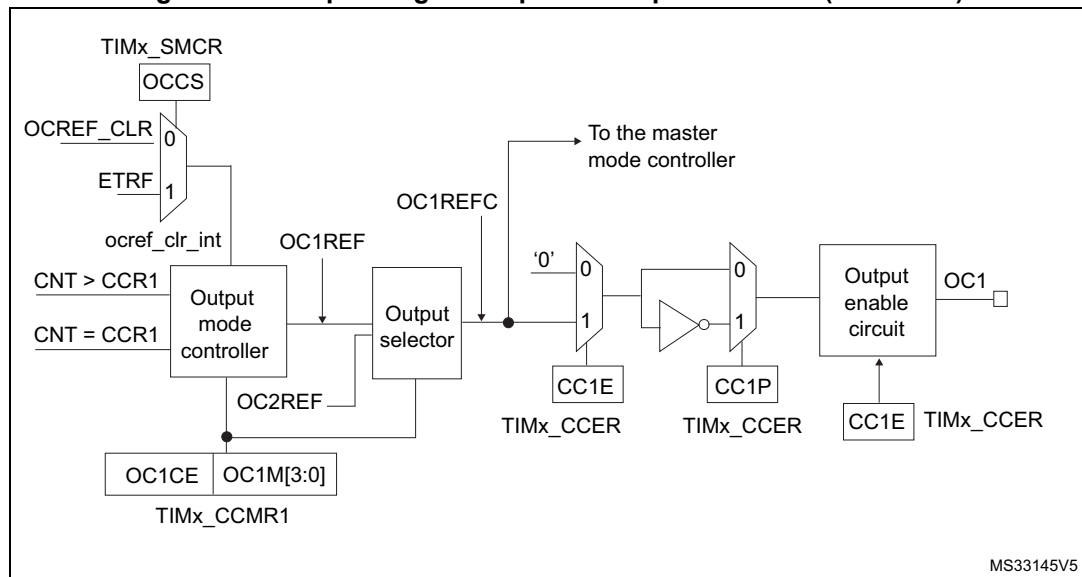 TIMx_SMCR
OCCS
OCREF_CLR
0
ETRF
1
ocref_clr_int
To the master
mode controller
OC1REFC
OC1REF
CNT > CCR1
CNT = CCR1
Output
mode
controller
Output
selector
OC2REF
‘0’
0
1
0
1
Output
enable
circuit
OC1
CC1E
TIMx_CCER
CC1P
TIMx_CCER
CC1E
TIMx_CCER
OC1CE
OC1M[3:0]
TIMx_CCMR1
MS33145V5